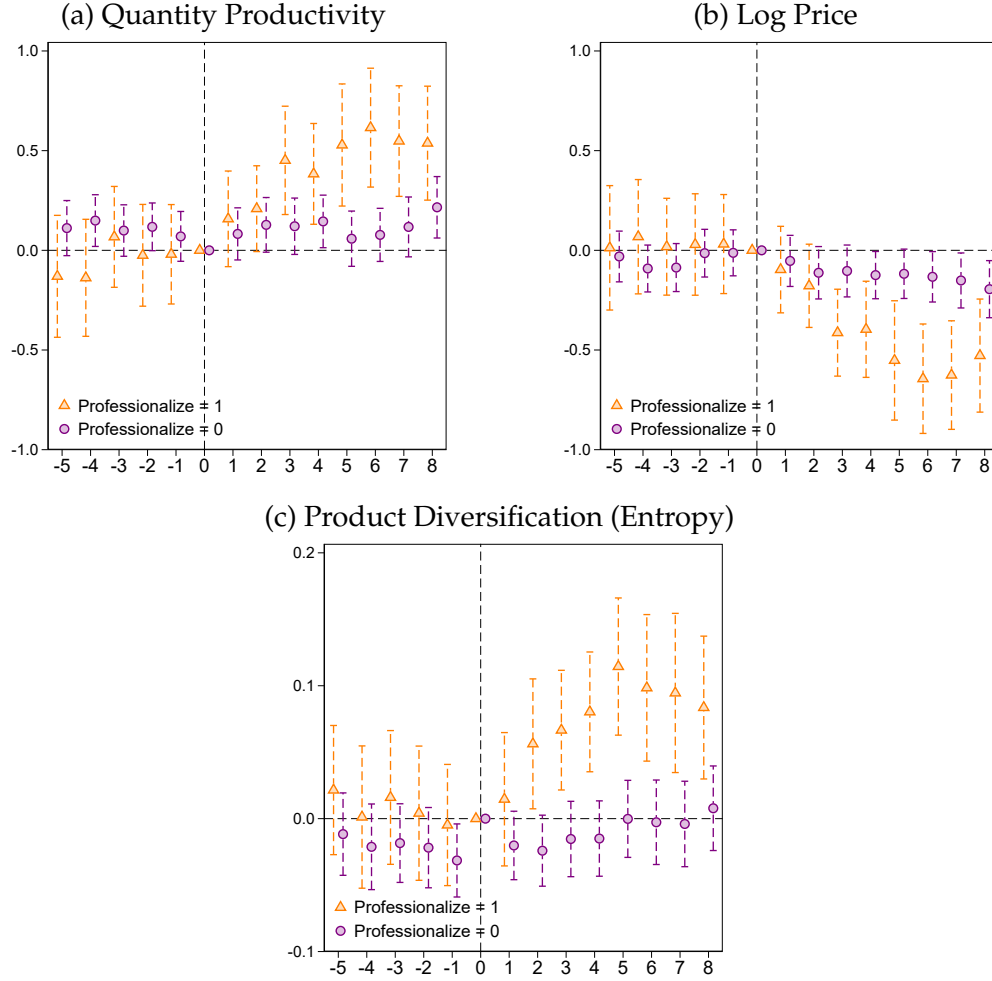 (a) Quantity Productivity
1.0
0.5
0.0
-0.5
-1.0
Professionalize = 1
Professionalize = 0
-5 -4 -3 -2 -1 0 1 2 3 4 5 6 7 8
(b) Log Price
1.0
0.5
0.0
-0.5
-1.0
Professionalize = 1
Professionalize = 0
-5 -4 -3 -2 -1 0 1 2 3 4 5 6 7 8
(c) Product Diversification (Entropy)
0.2
0.1
0.0
-0.1
Professionalize = 1
Professionalize = 0
-5 -4 -3 -2 -1 0 1 2 3 4 5 6 7 8